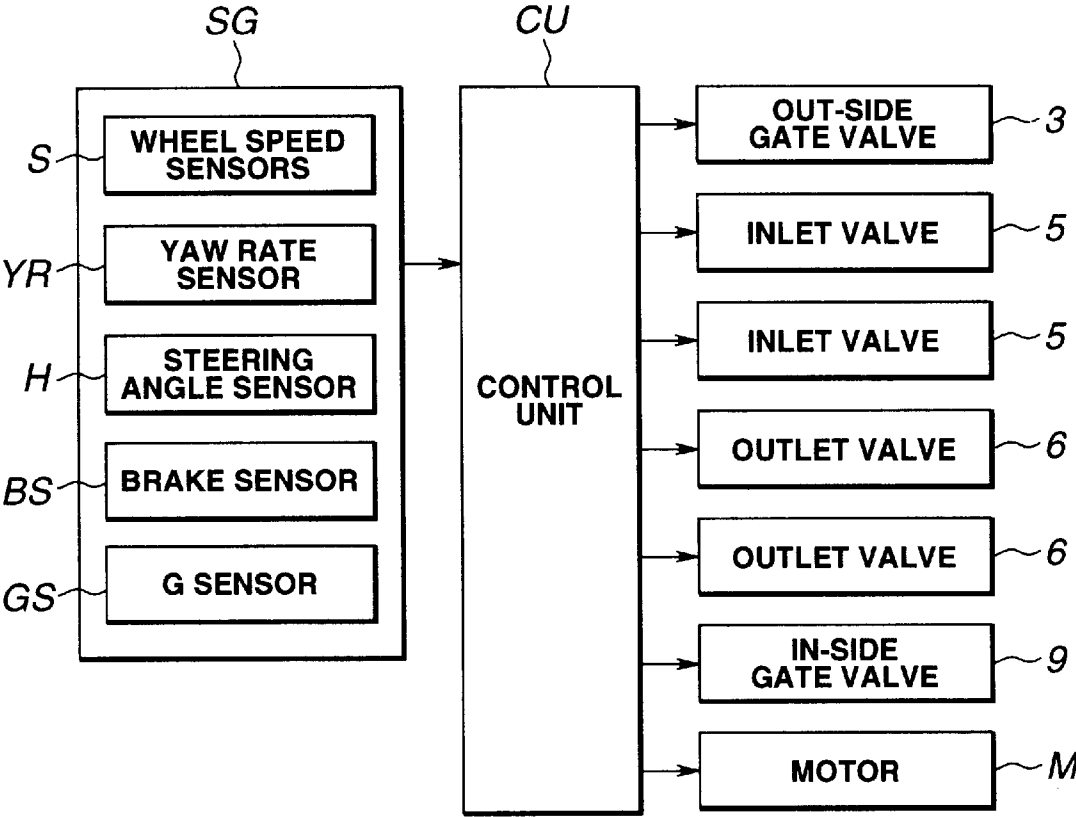 SG
CU
S
WHEEL SPEED
SENSORS
YR
YAW RATE
SENSOR
H
STEERING
ANGLE SENSOR
BS
BRAKE SENSOR
GS
G SENSOR
CONTROL
UNIT
OUT-SIDE
GATE VALVE
3
INLET VALVE
5
INLET VALVE
5
OUTLET VALVE
6
OUTLET VALVE
6
IN-SIDE
GATE VALVE
9
MOTOR
M